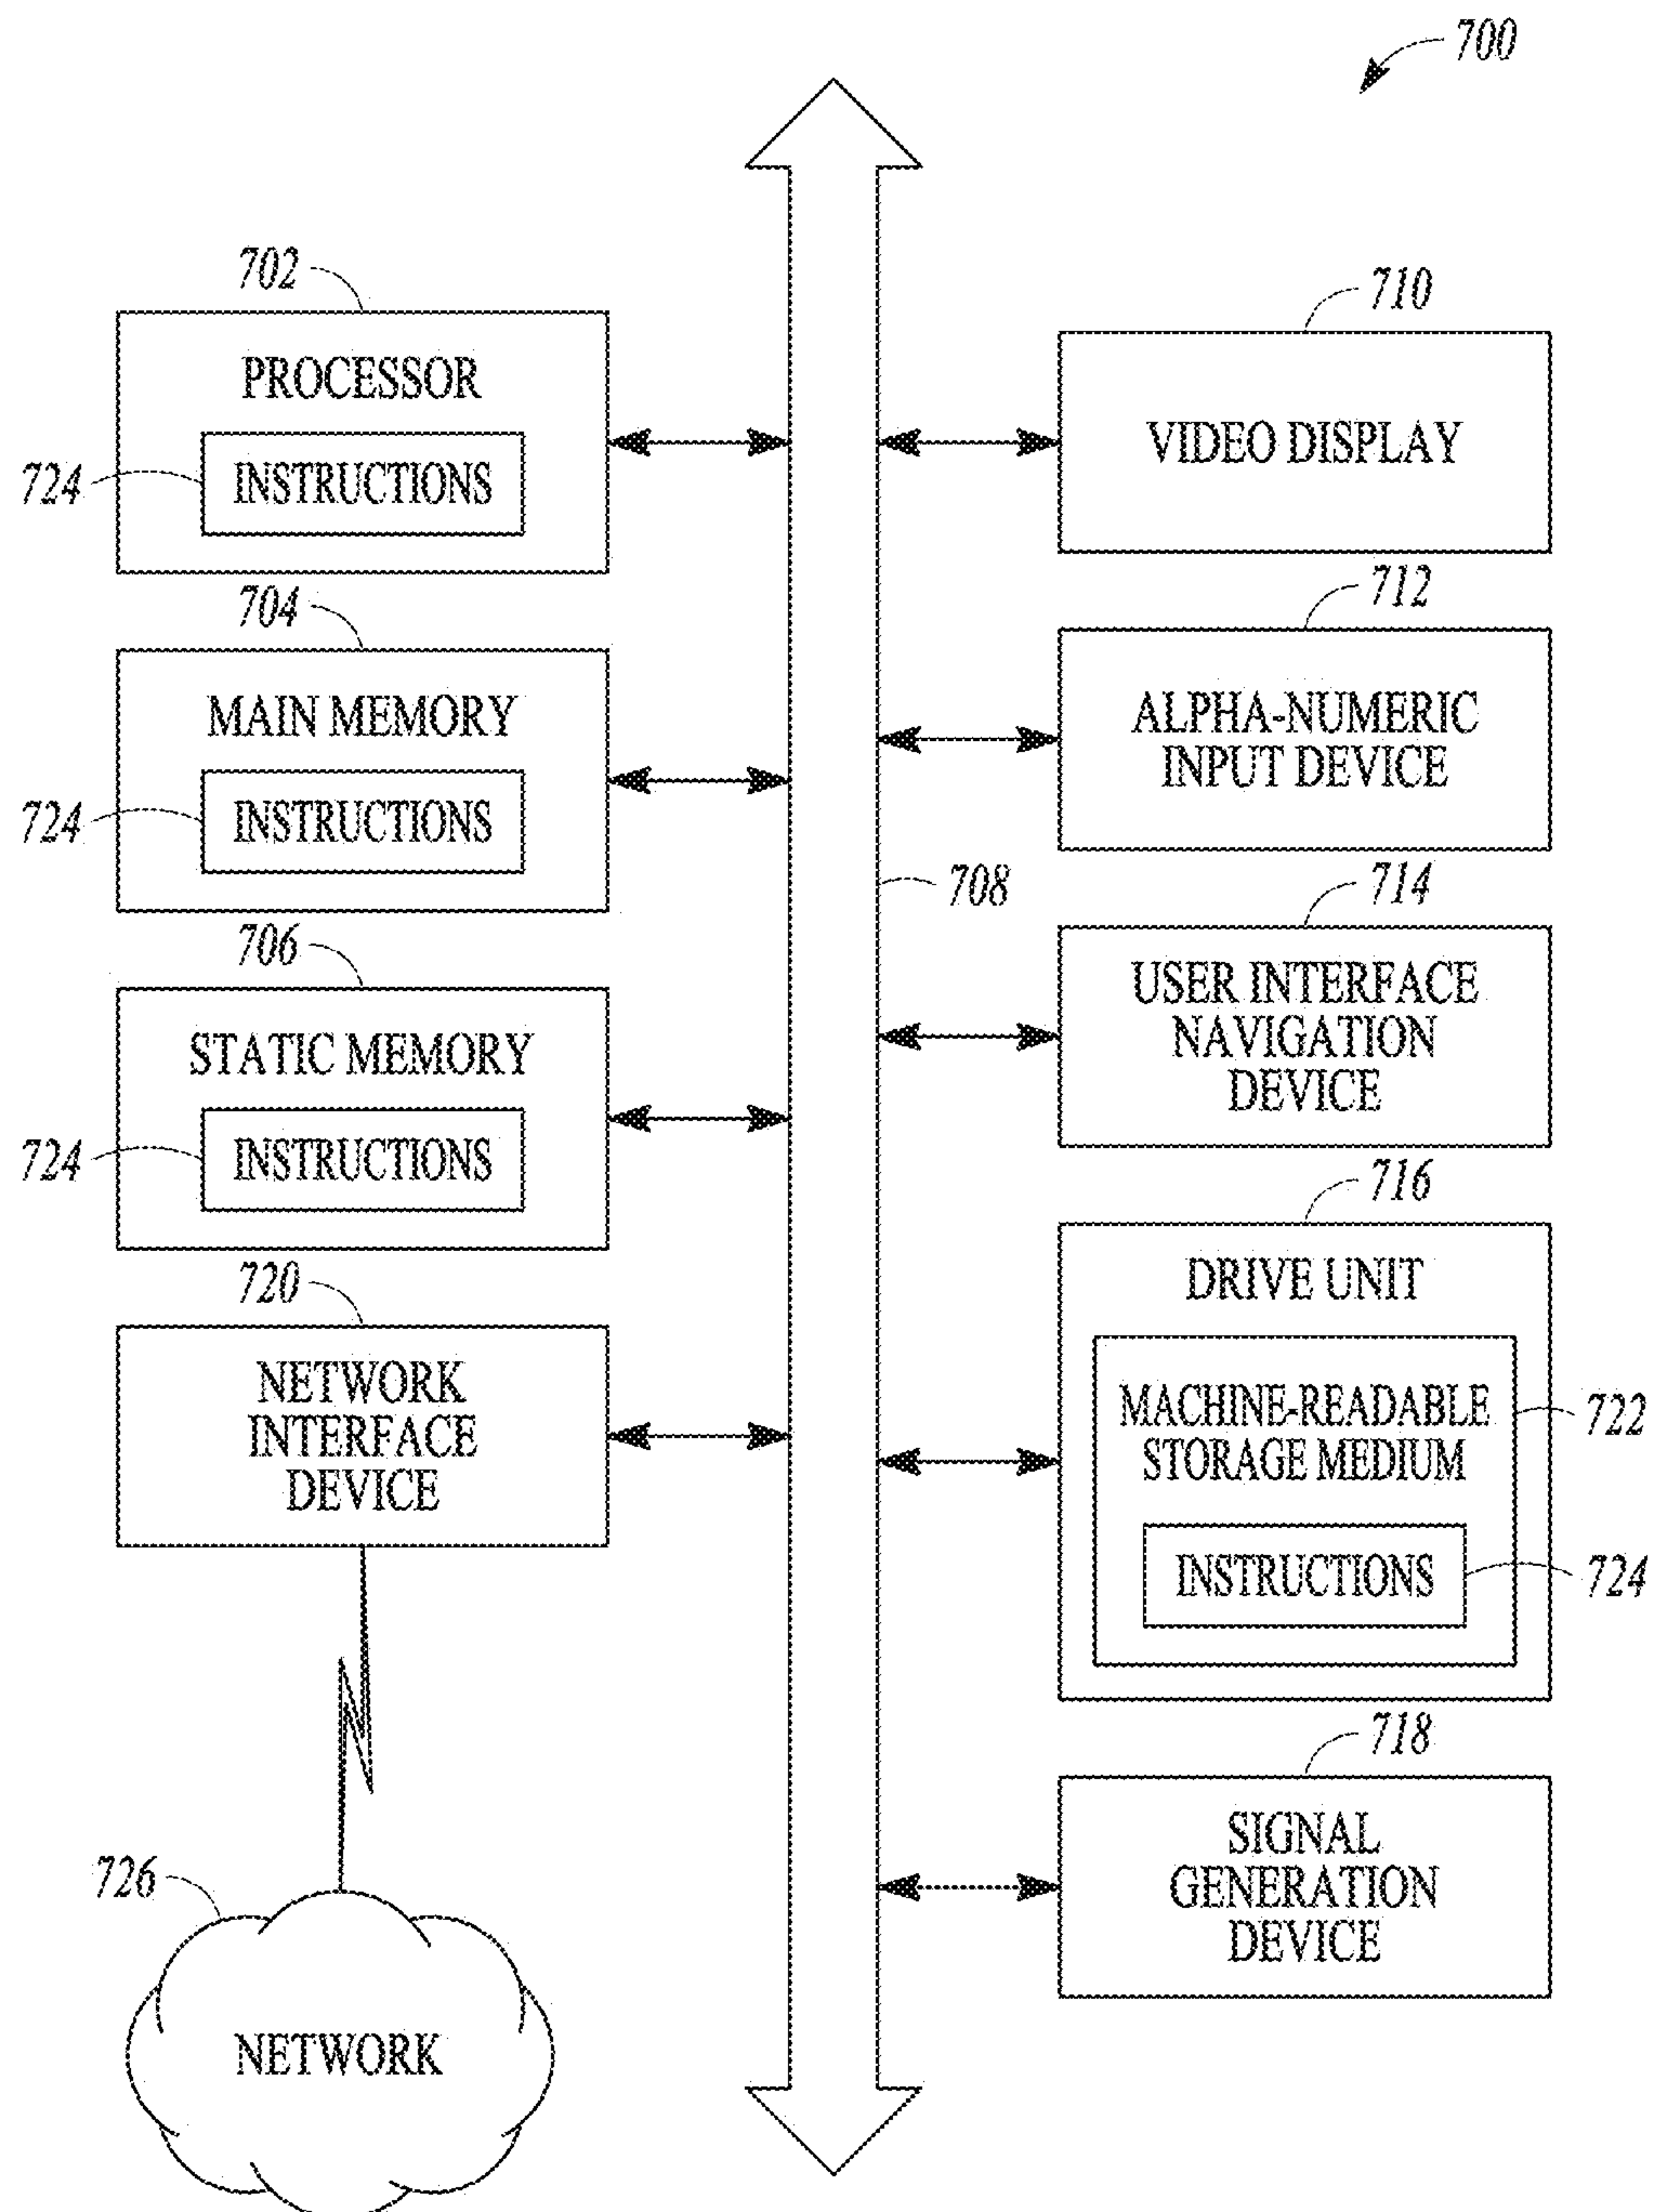 700
702
PROCESSOR
724
INSTRUCTIONS
704
MAIN MEMORY
724
INSTRUCTIONS
706
STATIC MEMORY
724
INSTRUCTIONS
720
NETWORK
INTERFACE
DEVICE
726
NETWORK
708
710
VIDEO DISPLAY
712
ALPHA-NUMERIC
INPUT DEVICE
714
USER INTERFACE
NAVIGATION
DEVICE
716
DRIVE UNIT
MACHINE-READABLE
STORAGE MEDIUM
722
INSTRUCTIONS
724
718
SIGNAL
GENERATION
DEVICE